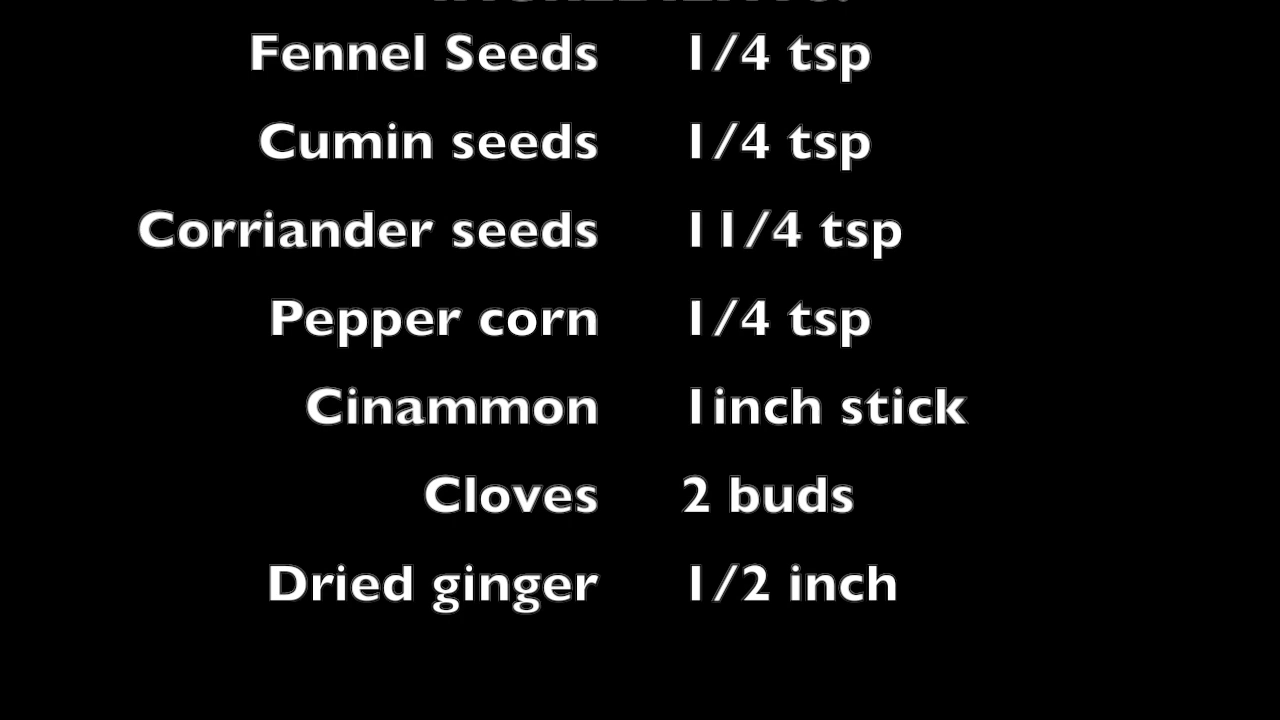 Fennel Seeds 1/4 tsp
Cumin seeds 1/4 tsp
Corriander seeds 11/4 tsp
Pepper corn 1/4 tsp
Cinammon 1inch stick
Cloves 2 buds
Dried ginger 1/2 inch